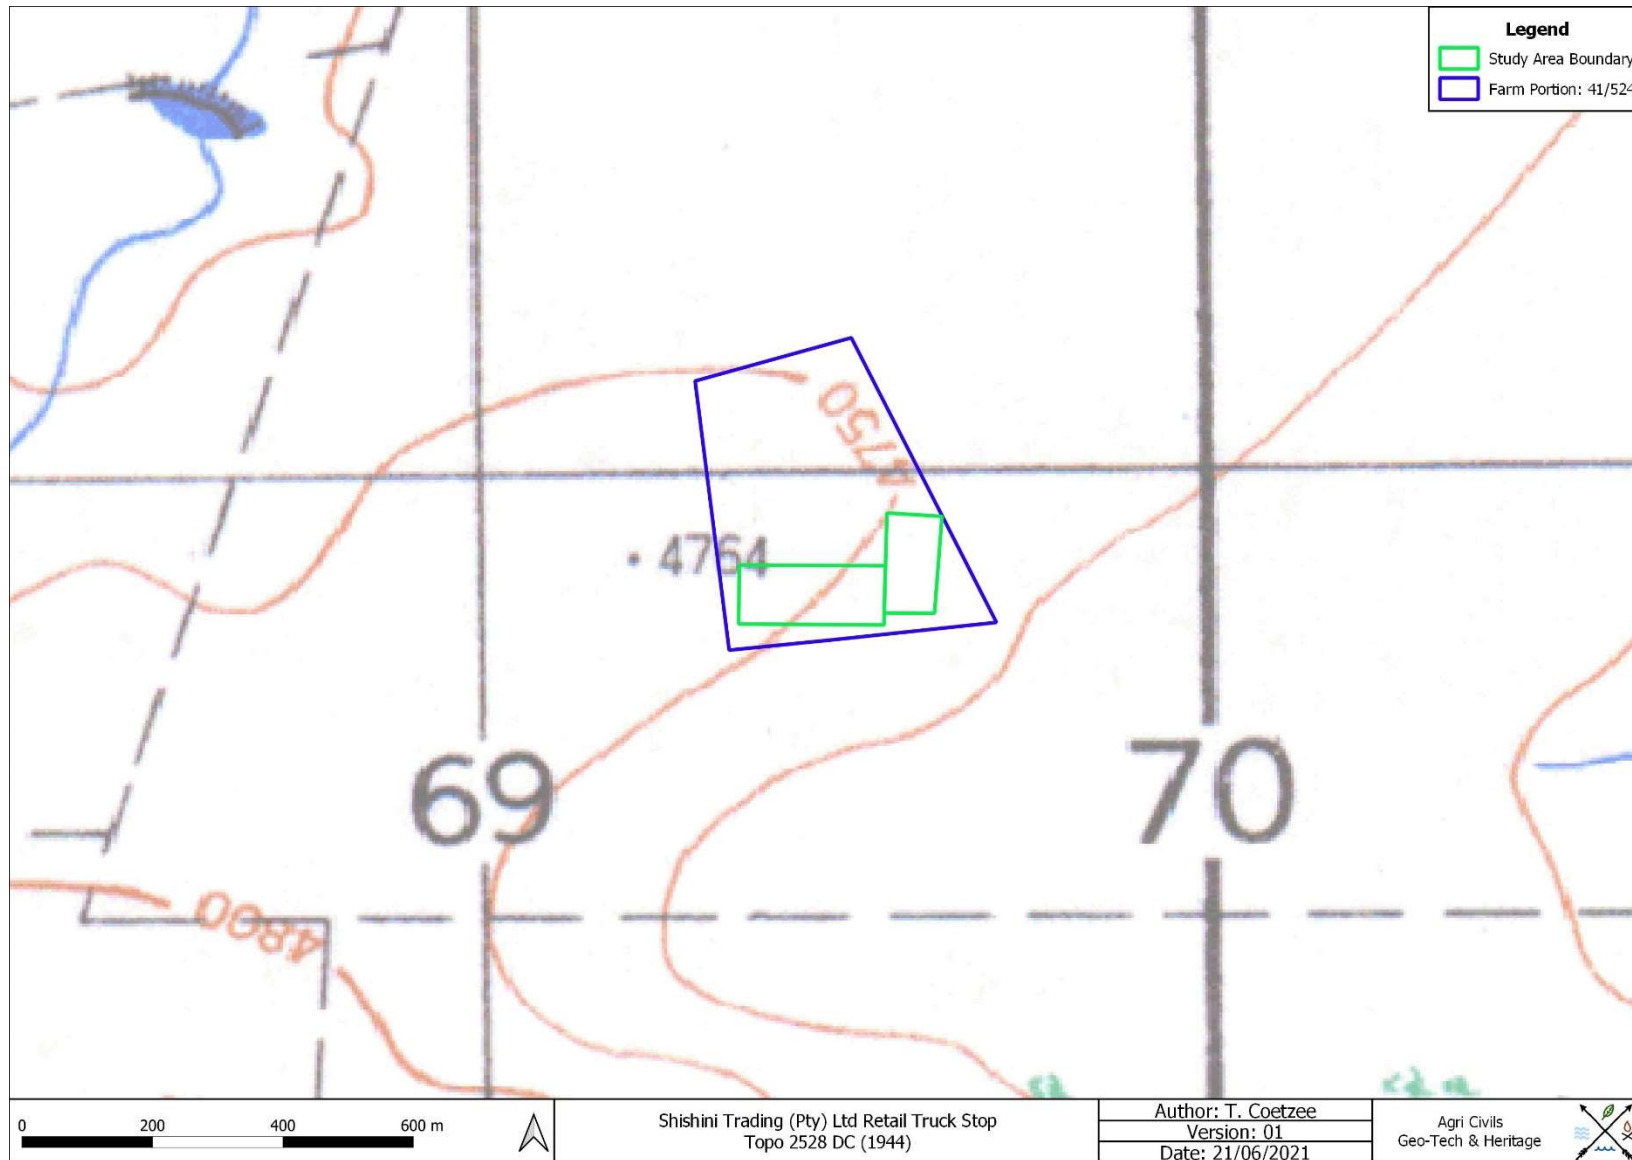 Legend
Study Area Boundary
Farm Portion: 41/524
4750
4764
69
70
4800
0 200 400 600 m
Shishini Trading (Pty) Ltd Retail Truck Stop
Topo 2528 DC (1944)
Author: T. Coetzee
Version: 01
Date: 21/06/2021
Agri Civils
Geo-Tech & Heritage